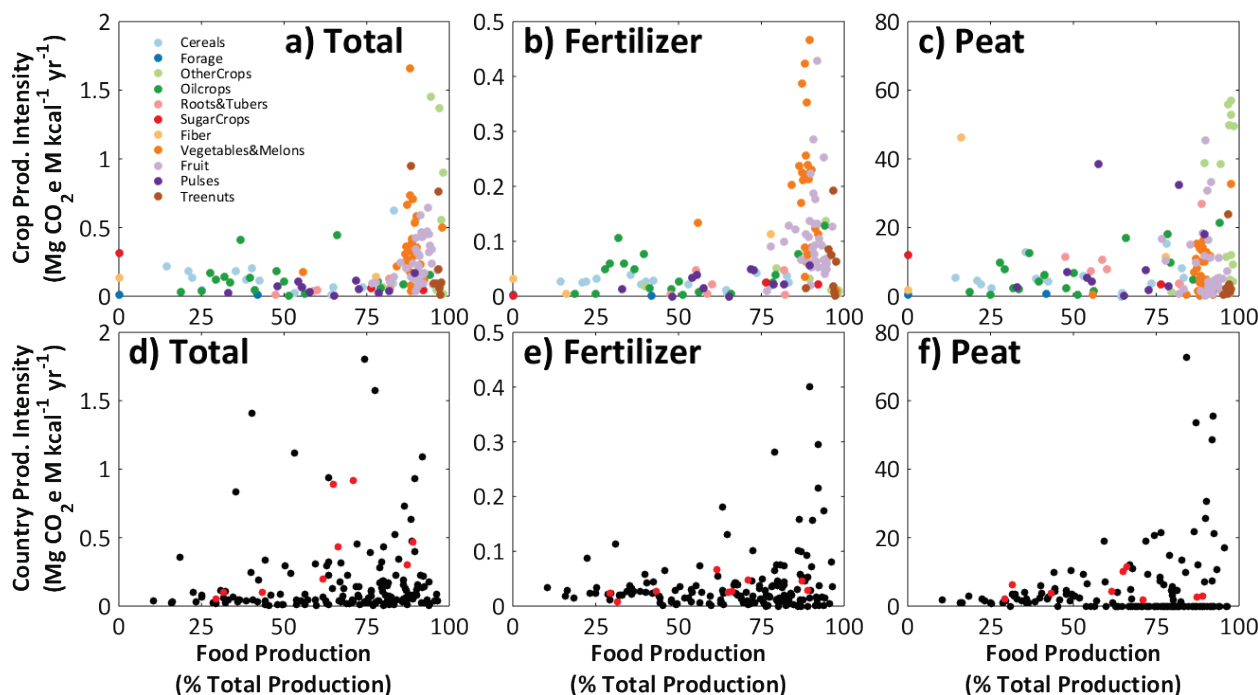 a) Total
b) Fertilizer
c) Peat
Crop Prod. Intensity
(Mg CO2e M kcal-1 yr-1)
2
1.5
1
0.5
0
Cereals
Forage
OtherCrops
Oilcrops
Roots&Tubers
SugarCrops
Fiber
Vegetables&Melons
Fruit
Pulses
Treenuts
0 25 50 75 100
0.5
0.4
0.3
0.2
0.1
0
0 25 50 75 100
80
60
40
20
0
0 25 50 75 100
d) Total
e) Fertilizer
f) Peat
Country Prod. Intensity
(Mg CO2e M kcal-1 yr-1)
2
1.5
1
0.5
0
0 25 50 75 100
Food Production
(% Total Production)
0.5
0.4
0.3
0.2
0.1
0
0 25 50 75 100
Food Production
(% Total Production)
80
60
40
20
0
0 25 50 75 100
Food Production
(% Total Production)